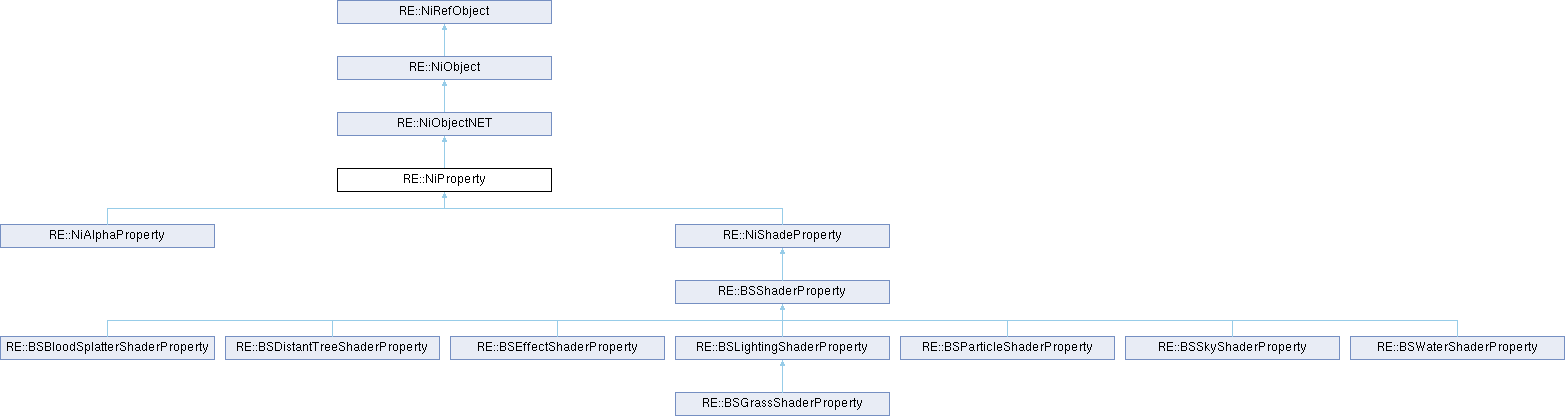 RE::NiRefObject
RE::NiObject
RE::NiObjectNET
RE::NiProperty
RE::NiAlphaProperty
RE::NiShadeProperty
RE::BSShaderProperty
RE::BSBloodSplatterShaderProperty
RE::BSDistantTreeShaderProperty
RE::BSEffectShaderProperty
RE::BSLightingShaderProperty
RE::BSParticleShaderProperty
RE::BSSkyShaderProperty
RE::BSWaterShaderProperty
RE::BSGrassShaderProperty